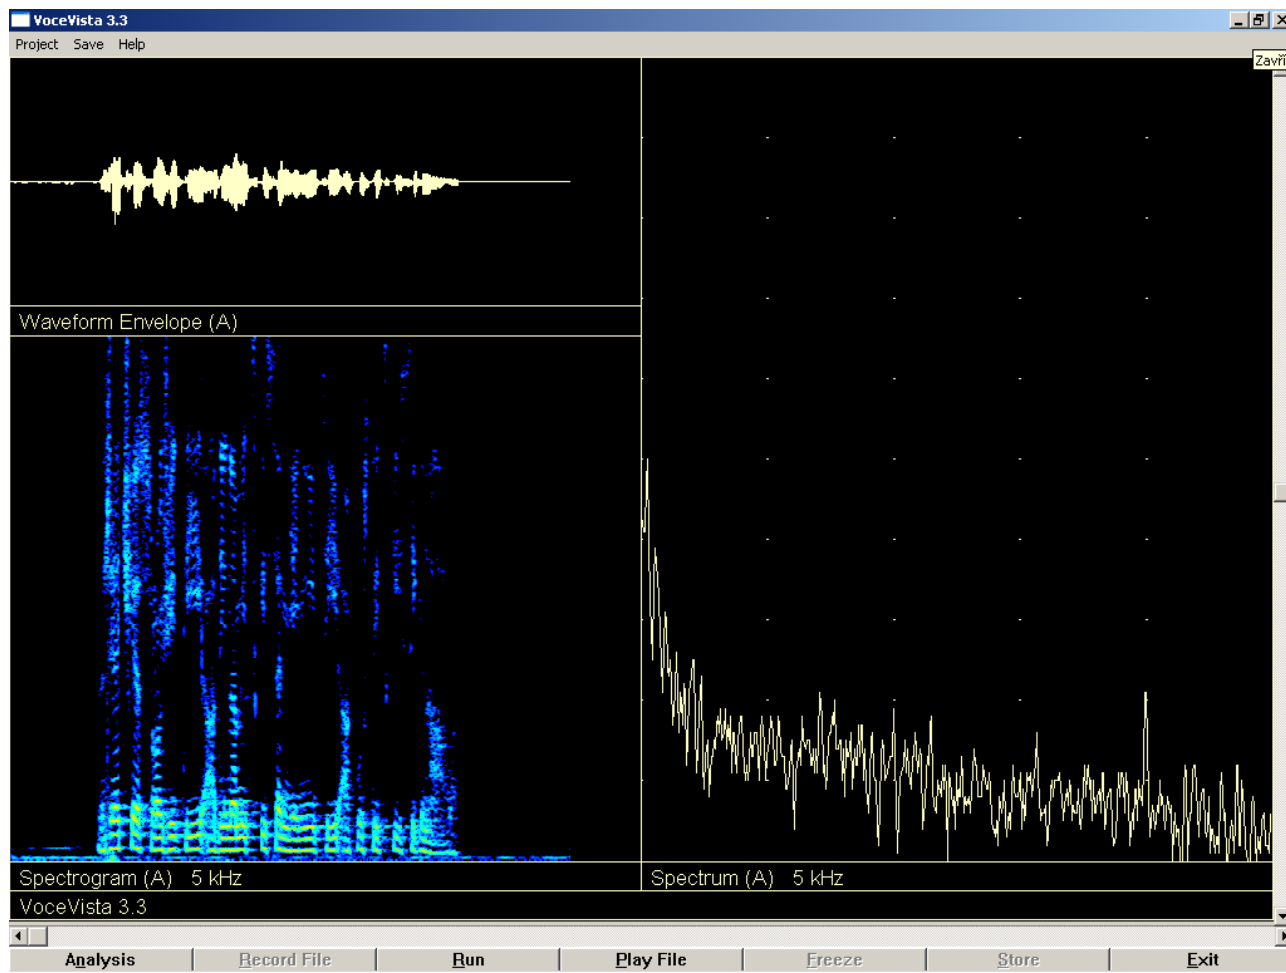 VoceVista 3.3
Project Save Help
Zavří
Waveform Envelope (A)
Spectrogram (A) 5 kHz
Spectrum (A) 5 kHz
VoceVista 3.3
Analysis Record File Run Play File Freeze Store Exit